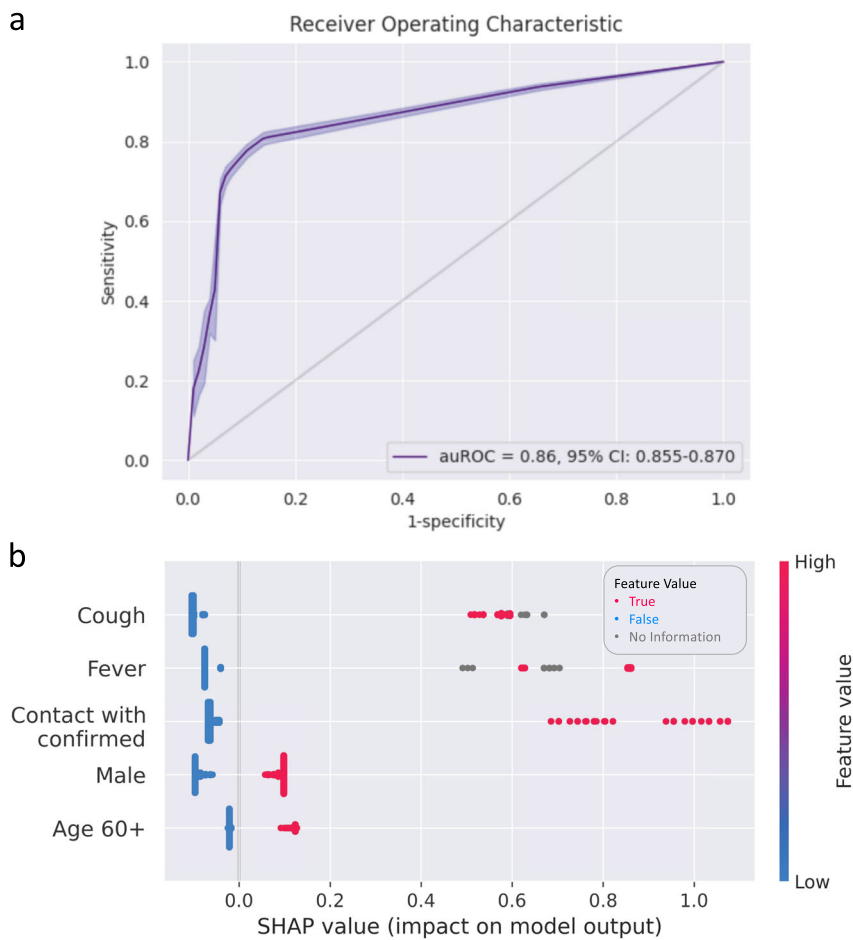 a
Receiver Operating Characteristic
1.0
0.8
0.6
0.4
0.2
0.0
Sensitivity
auROC = 0.86, 95% CI: 0.855-0.870
0.0 0.2 0.4 0.6 0.8 1.0
1-specificity
b
Cough
Fever
Contact with
confirmed
Male
Age 60+
Feature Value
True
False
No Information
High
Low
Feature value
0.0 0.2 0.4 0.6 0.8 1.0
SHAP value (impact on model output)